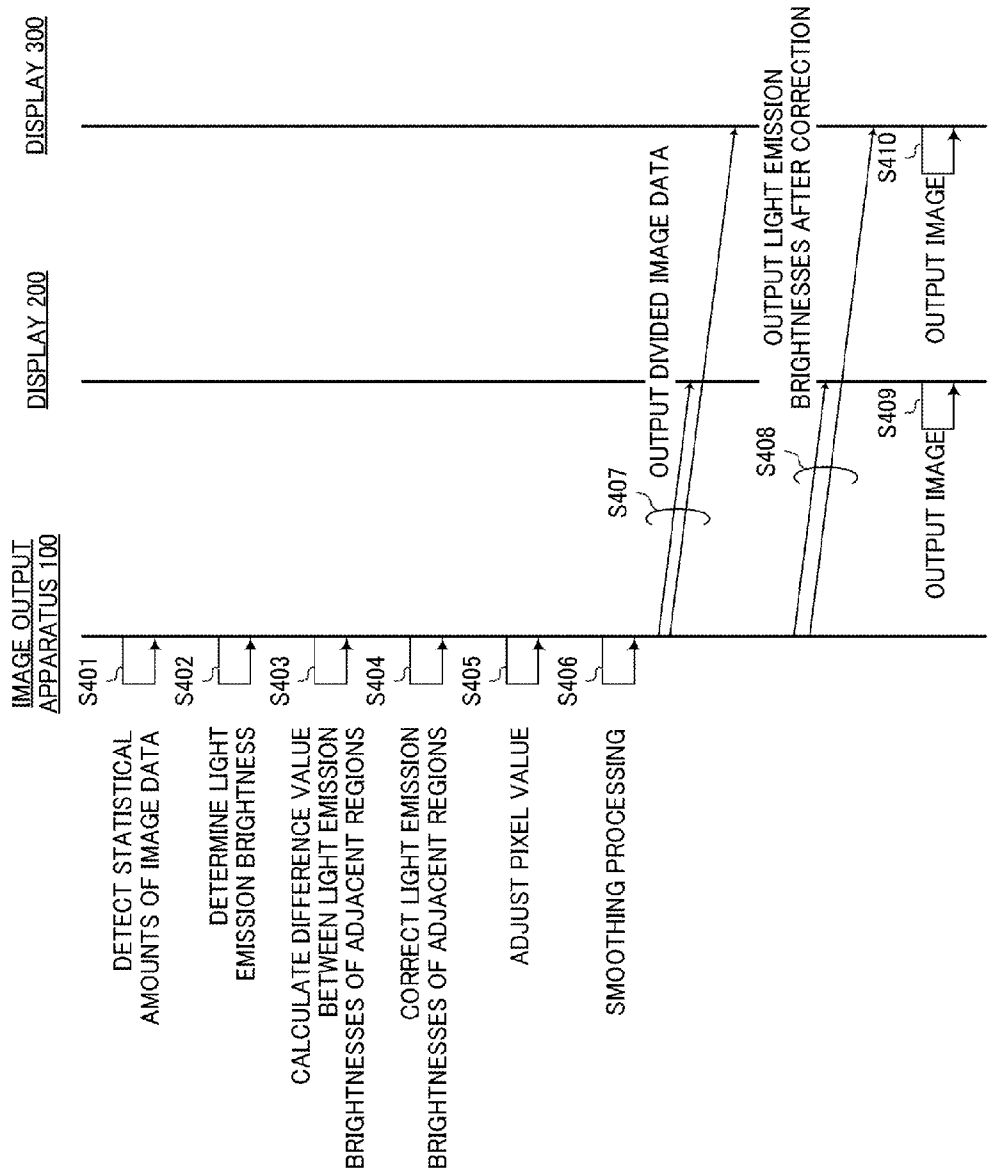 IMAGE OUTPUT
APPARATUS 100
DISPLAY 200
DISPLAY 300
S401
DETECT STATISTICAL
AMOUNTS OF IMAGE DATA
S402
DETERMINE LIGHT
EMISSION BRIGHTNESS
S403
CALCULATE DIFFERENCE VALUE
BETWEEN LIGHT EMISSION
BRIGHTNESSES OF ADJACENT REGIONS
S404
CORRECT LIGHT EMISSION
BRIGHTNESSES OF ADJACENT REGIONS
S405
ADJUST PIXEL VALUE
S406
SMOOTHING PROCESSING
S407
OUTPUT DIVIDED IMAGE DATA
S408
OUTPUT LIGHT EMISSION
BRIGHTNESSES AFTER CORRECTION
S409
OUTPUT IMAGE
S410
OUTPUT IMAGE